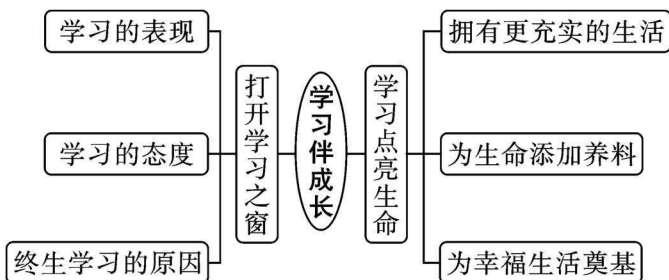 学习的表现
学习的态度
终生学习的原因
打开学习之窗
学习伴成长
学习点亮生命
拥有更充实的生活
为生命添加养料
为幸福生活奠基